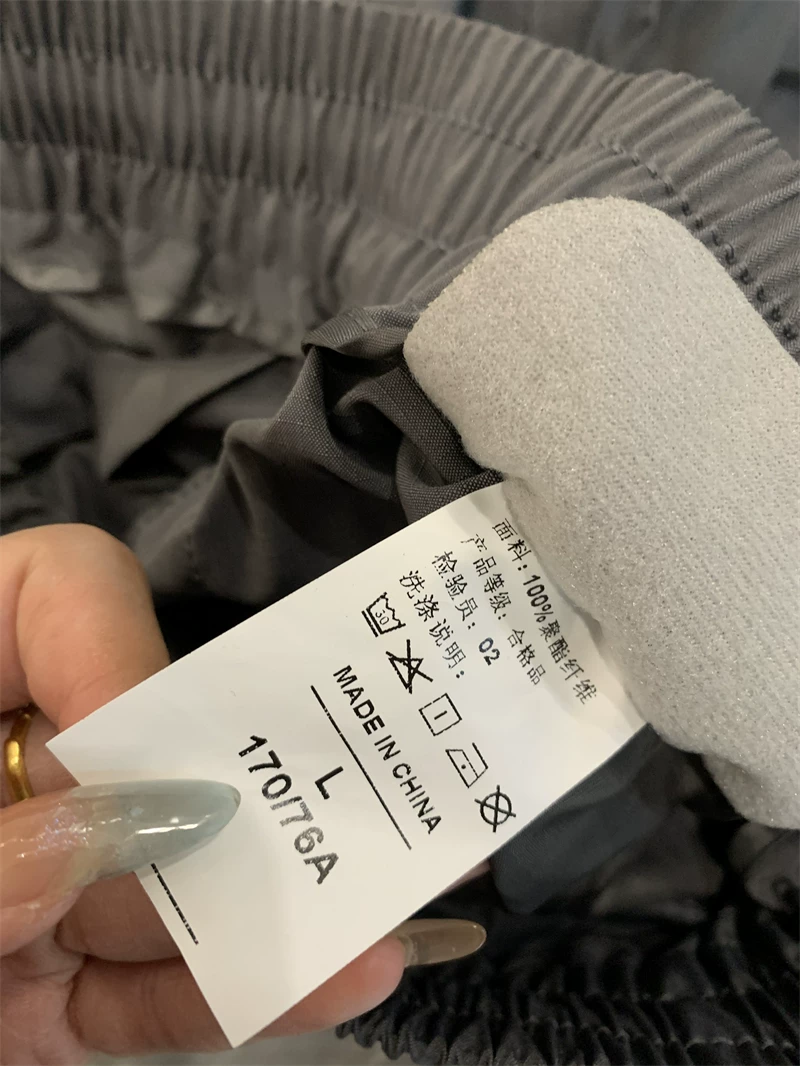 面料:100%聚酯纤维
产品等级:合格品
检验员:02
洗涤说明:
30
MADE IN CHINA
L
170/76A